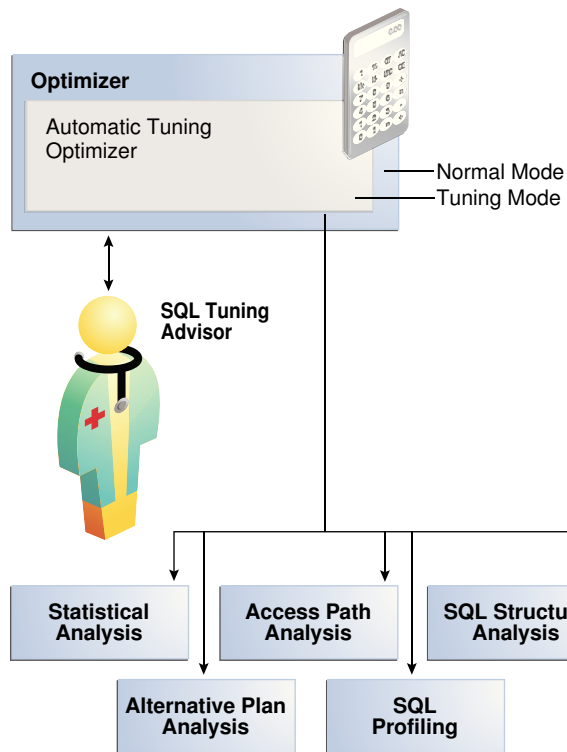 Optimizer
Automatic Tuning
Optimizer
Normal Mode
Tuning Mode
SQL Tuning
Advisor
Statistical
Analysis
Access Path
Analysis
SQL
Analysis
Alternative Plan
Analysis
SQL
Profiling